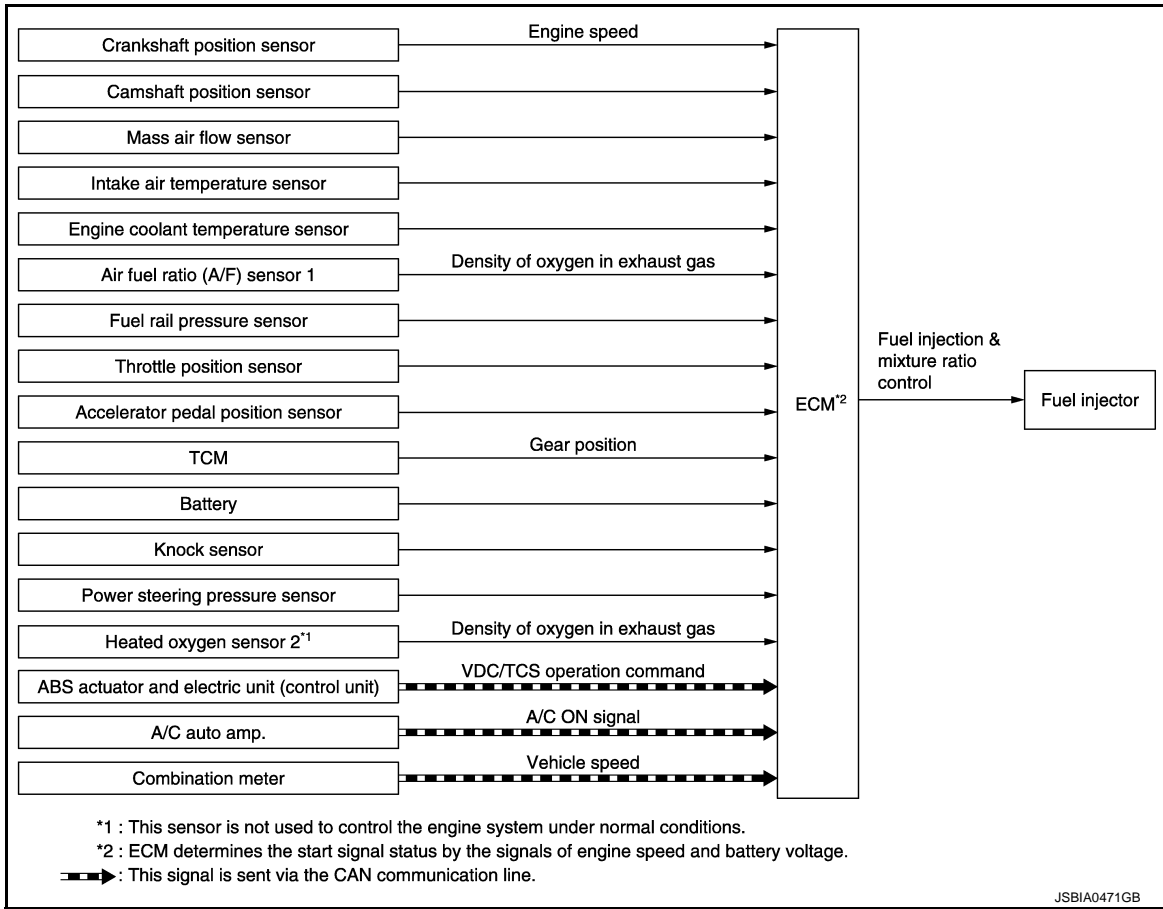 Crankshaft position sensor
Engine speed
Camshaft position sensor
Mass air flow sensor
Intake air temperature sensor
Engine coolant temperature sensor
Air fuel ratio (A/F) sensor 1
Density of oxygen in exhaust gas
Fuel rail pressure sensor
Throttle position sensor
Accelerator pedal position sensor
TCM
Gear position
Battery
Knock sensor
Power steering pressure sensor
Heated oxygen sensor 2*1
Density of oxygen in exhaust gas
ABS actuator and electric unit (control unit)
VDC/TCS operation command
A/C auto amp.
A/C ON signal
Combination meter
Vehicle speed
ECM*2
Fuel injection &
mixture ratio
control
Fuel injector
*1 : This sensor is not used to control the engine system under normal conditions.
*2 : ECM determines the start signal status by the signals of engine speed and battery voltage.
: This signal is sent via the CAN communication line.
JSBIA0471GB